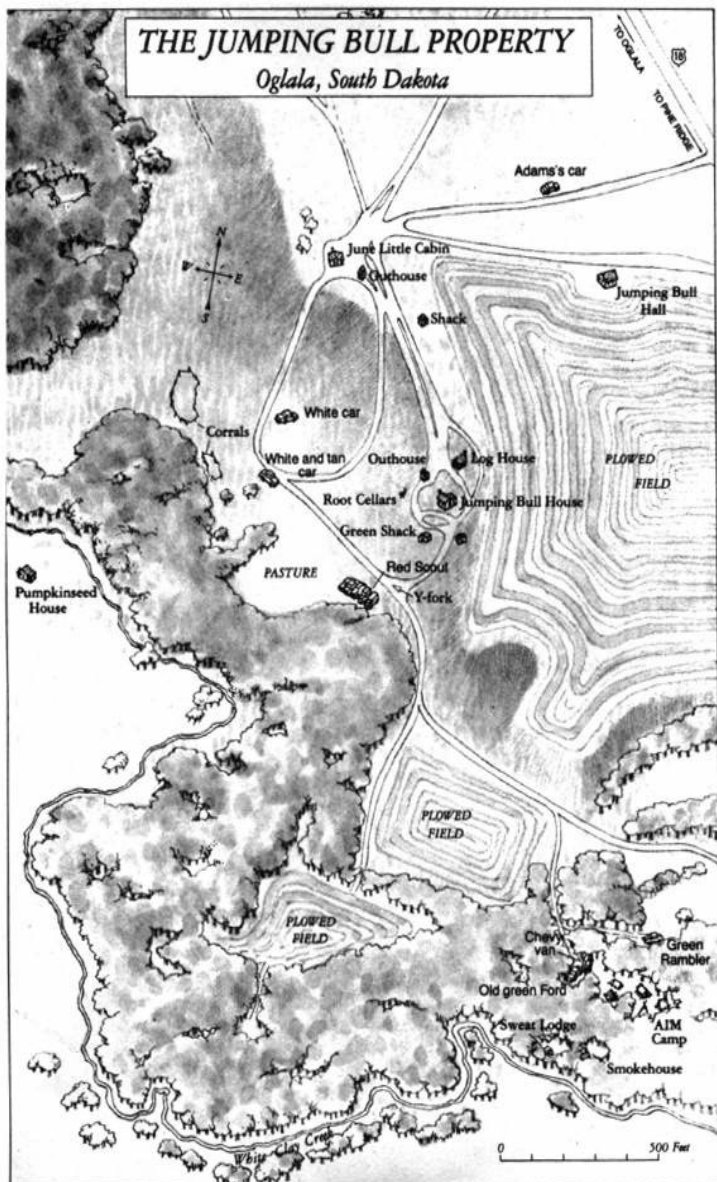 THE JUMPING BULL PROPERTY
Oglala, South Dakota
TO OGLALA
18
TO PINE RIDGE
Adams's car
N
W E
S
June Little Cabin
Outhouse
Jumping Bull
Hall
Shack
White car
Corrals
White and tan
car
Outhouse
Log House
PLOWED
FIELD
Root Cellars
Jumping Bull House
Green Shack
Red Scout
PASTURE
Y-fork
Pumpkinseed
House
PLOWED
FIELD
PLOWED
FIELD
Chevy
van
Green
Rambler
Old green Ford
AIM
Camp
Sweat Lodge
Smokehouse
White Clay Creek
0 500 Feet